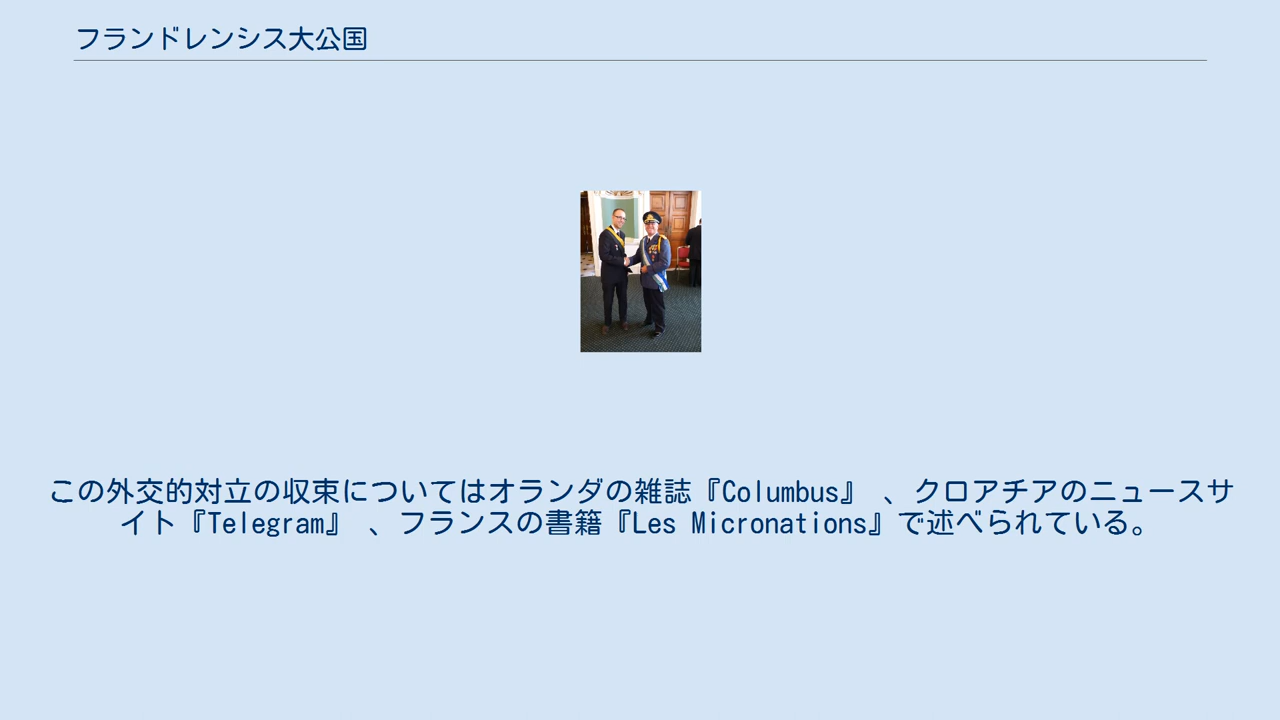 フランドレンシス大公国
この外交的対立の収束についてはオランダの雑誌『Columbus』 、クロアチアのニュースサ
イト『Telegram』 、フランスの書籍『Les Micronations』で述べられている。